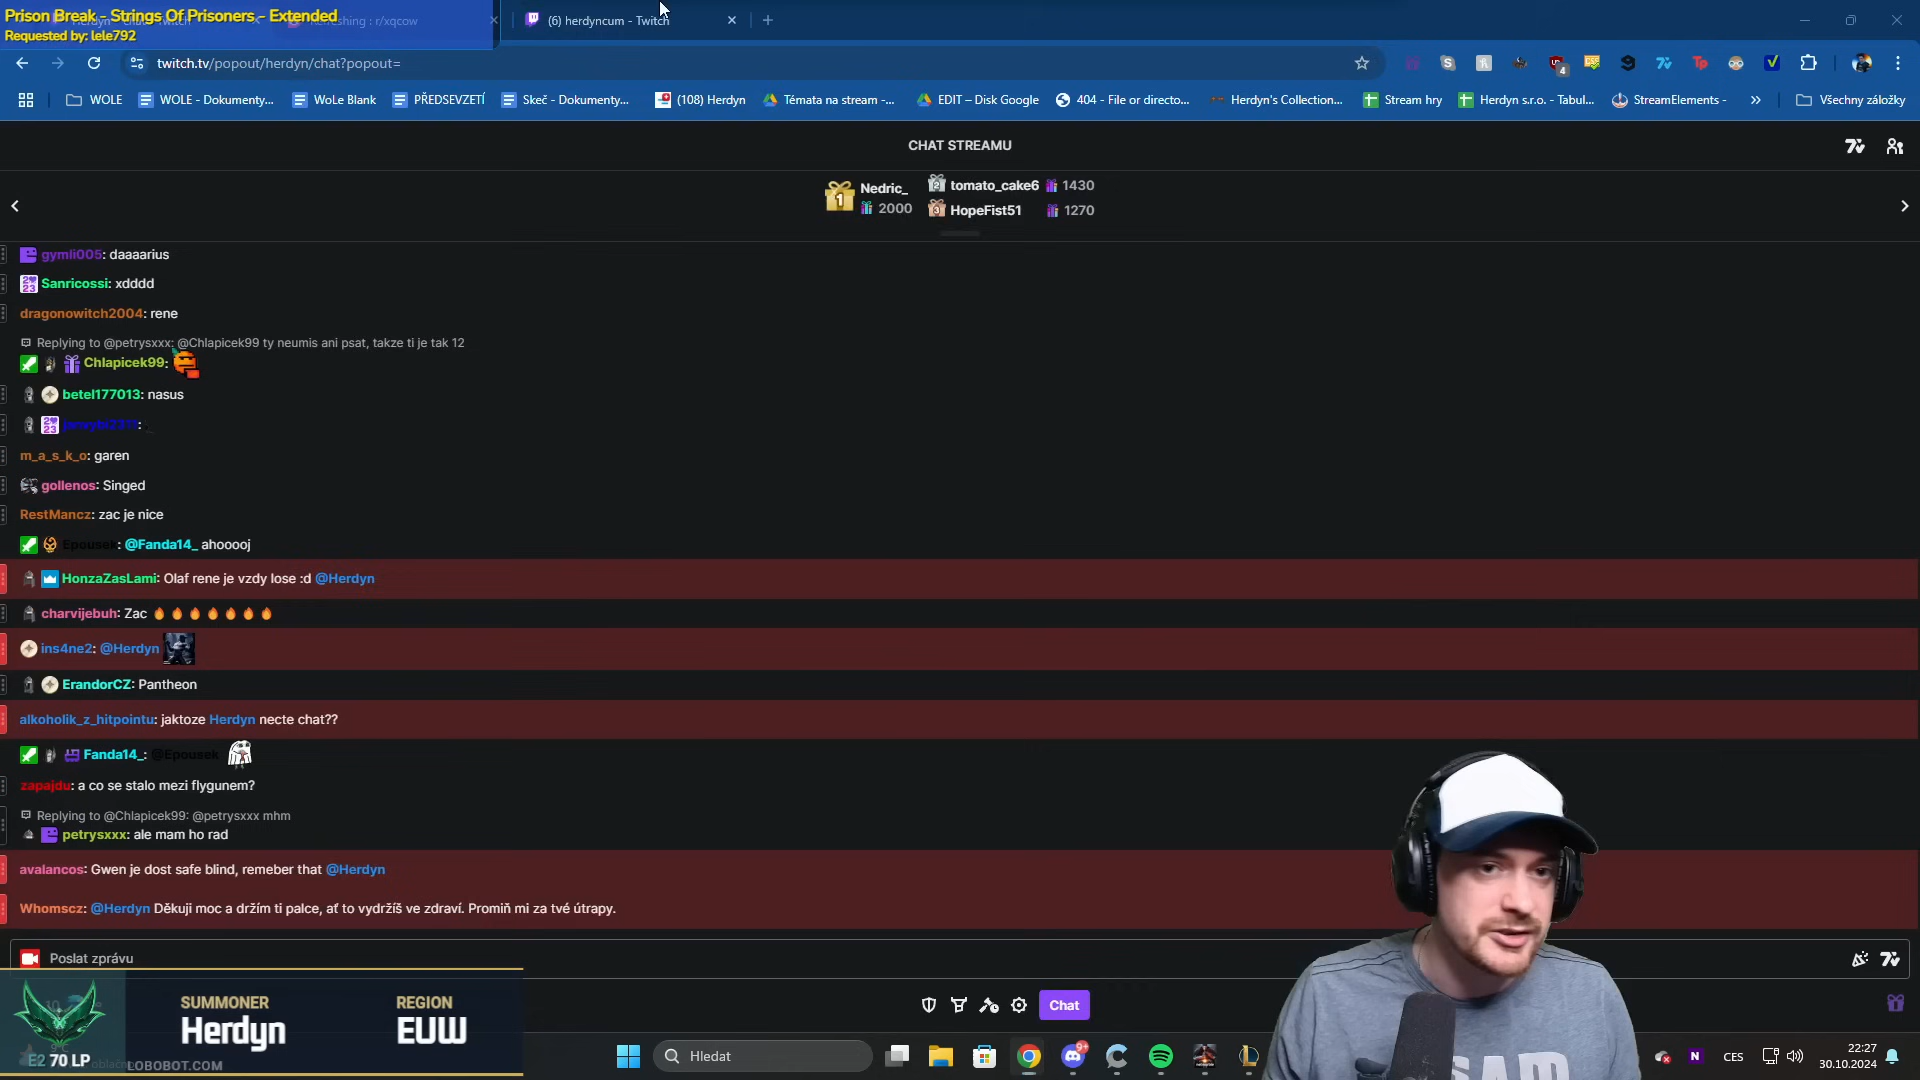 Prison Break - Strings Of Prisoners - Extended
Requested by: lele792
(6) herdyncum - Twitch
twitch.tv/popout/herdyn/chat?popout=
4
WOLE
WOLE - Dokumenty...
WoLe Blank
PŘEDSEVZETÍ
Skeč - Dokumenty...
(108) Herdyn
Témata na stream -...
EDIT – Disk Google
404 - File or directo...
Herdyn's Collection...
Stream hry
Herdyn s.r.o. - Tabul...
StreamElements -
Všechny záložky
CHAT STREAMU
1 Nedric_
2000
tomato_cake6 1430
HopeFist51 1270
gymli005: daaaarius
Sanricossi: xdddd
dragonowitch2004: rene
Replying to @petrysxxx: @Chlapicek99 ty neumis ani psat, takze ti je tak 12
Chlapicek99:
betel177013: nasus
m_a_s_k_o: garen
gollenos: Singed
RestMancz: zac je nice
Epousek: @Fanda14_ ahooooj
HonzaZasLami: Olaf rene je vzdy lose :d @Herdyn
charvijebuh: Zac 🔥🔥🔥🔥🔥🔥🔥
ins4ne2: @Herdyn
ErandorCZ: Pantheon
alkoholik_z_hitpointu: jaktoze Herdyn necte chat??
Fanda14_: @Epousek
zapajdu: a co se stalo mezi flygunem?
Replying to @Chlapicek99: @petrysxxx mhm
petrysxxx: ale mam ho rad
avalancos: Gwen je dost safe blind, remeber that @Herdyn
Whomscz: @Herdyn Děkuji moc a držím ti palce, ať to vydržíš ve zdraví. Promiň mi za tvé útrapy.
Poslat zprávu
Chat
SUMMONER
Herdyn
REGION
EUW
E2 70 LP
LOBOBOT.COM
Hledat
9+
CES
22:27
30.10.2024